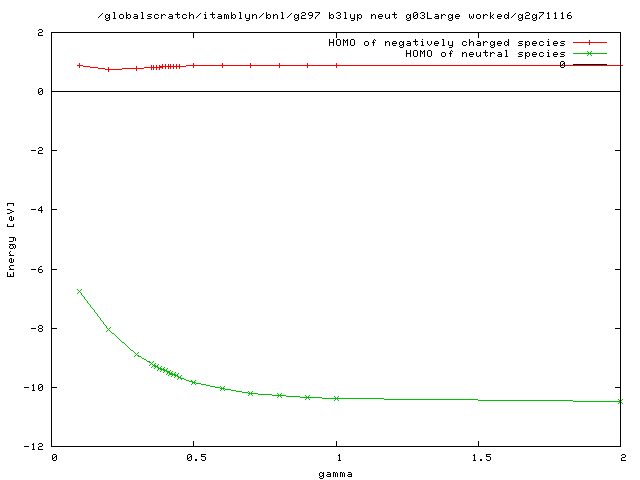 /globalscratch/itamblyn/bnl/g297 b3lyp neut g03Large worked/g2g71116
HOMO of negatively charged species
HOMO of neutral species
0
2
0
-2
-4
-6
-8
-10
-12
Energy [eV]
0 0.5 1 1.5 2
gamma